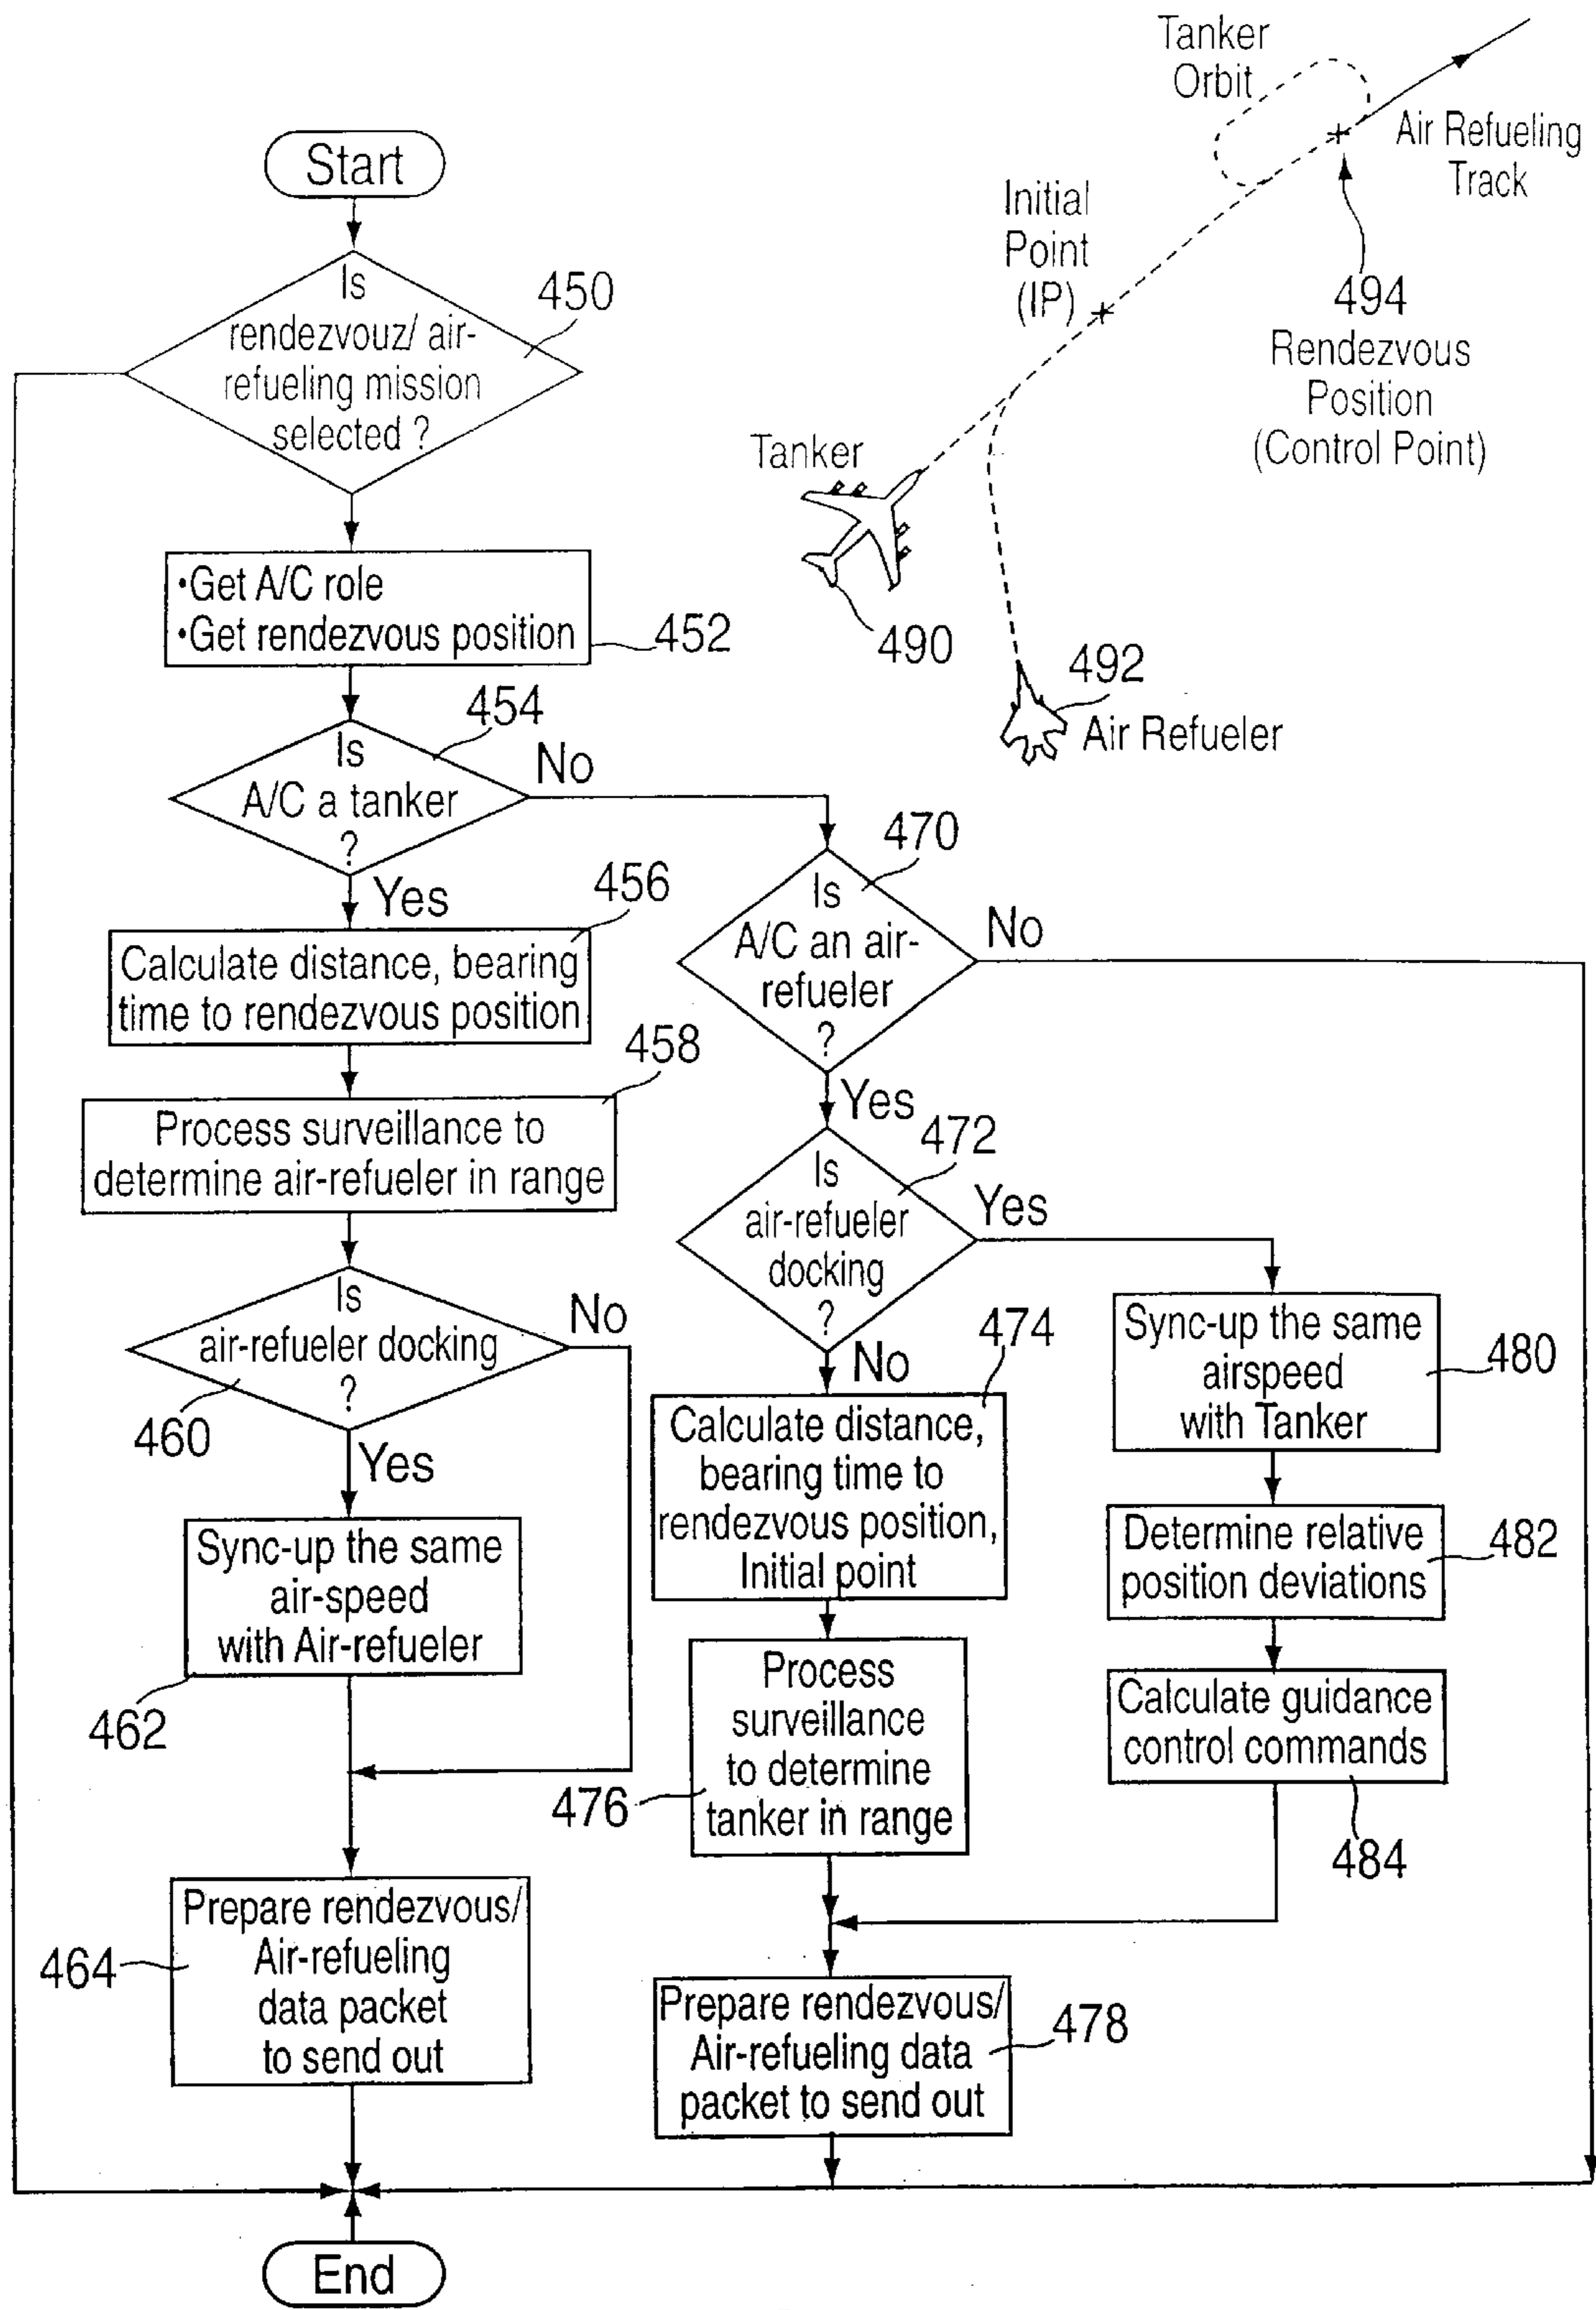 Tanker
Orbit
Air Refueling
Track
Initial
Point
(IP)
494
Rendezvous
Position
(Control Point)
Tanker
490
492
Air Refueler
Start
Is
rendezvouz/ air-
refueling mission
selected ?
450
•Get A/C role
•Get rendezvous position
452
Is
A/C a tanker
?
454
No
Yes
456
Calculate distance, bearing
time to rendezvous position
458
Process surveillance to
determine air-refueler in range
Is
air-refueler docking
?
No
460
Yes
Sync-up the same
air-speed
with Air-refueler
462
Prepare rendezvous/
Air-refueling
data packet
to send out
464
470
Is
A/C an air-
refueler
?
No
Yes
472
Is
air-refueler
docking
?
Yes
No
474
Calculate distance,
bearing time to
rendezvous position,
Initial point
Process
surveillance
to determine
tanker in range
476
Prepare rendezvous/
Air-refueling data
packet to send out
478
Sync-up the same
airspeed
with Tanker
480
Determine relative
position deviations
482
Calculate guidance
control commands
484
End